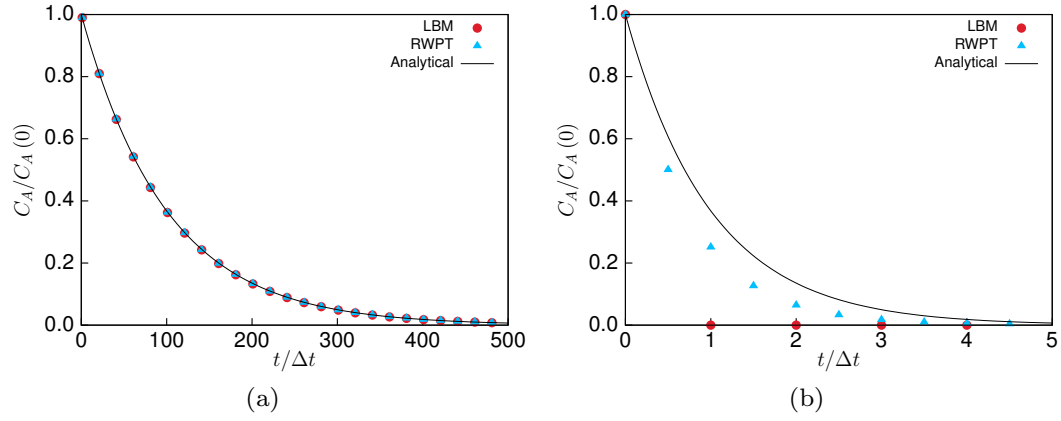 1.0
0.8
0.6
0.4
0.2
0.0
C_A/C_A (0)
0 100 200 300 400 500
t/Δt
LBM
RWPT
Analytical
(a)
1.0
0.8
0.6
0.4
0.2
0.0
C_A/C_A (0)
0 1 2 3 4 5
t/Δt
LBM
RWPT
Analytical
(b)